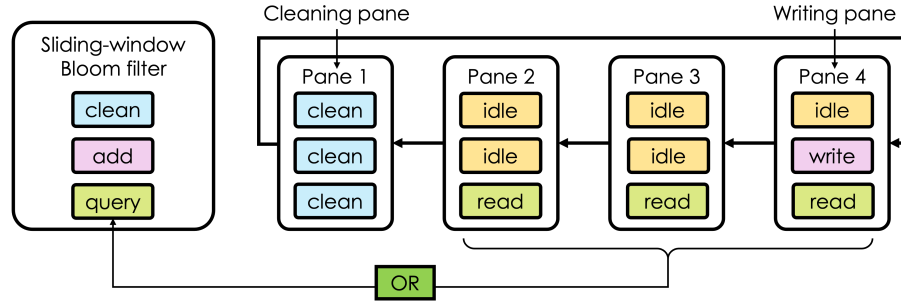 Cleaning pane
Writing pane
Sliding-window
Bloom filter
clean
add
query
Pane 1
clean
clean
clean
Pane 2
idle
idle
read
Pane 3
idle
idle
read
Pane 4
idle
write
read
OR